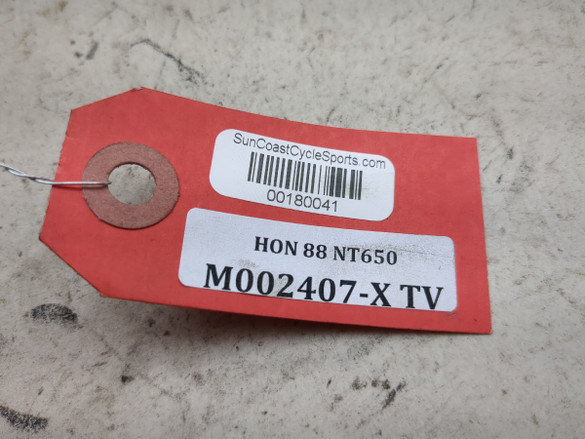 SunCoastCycleSports.com
00180041
HON 88 NT650
M002407-X TV